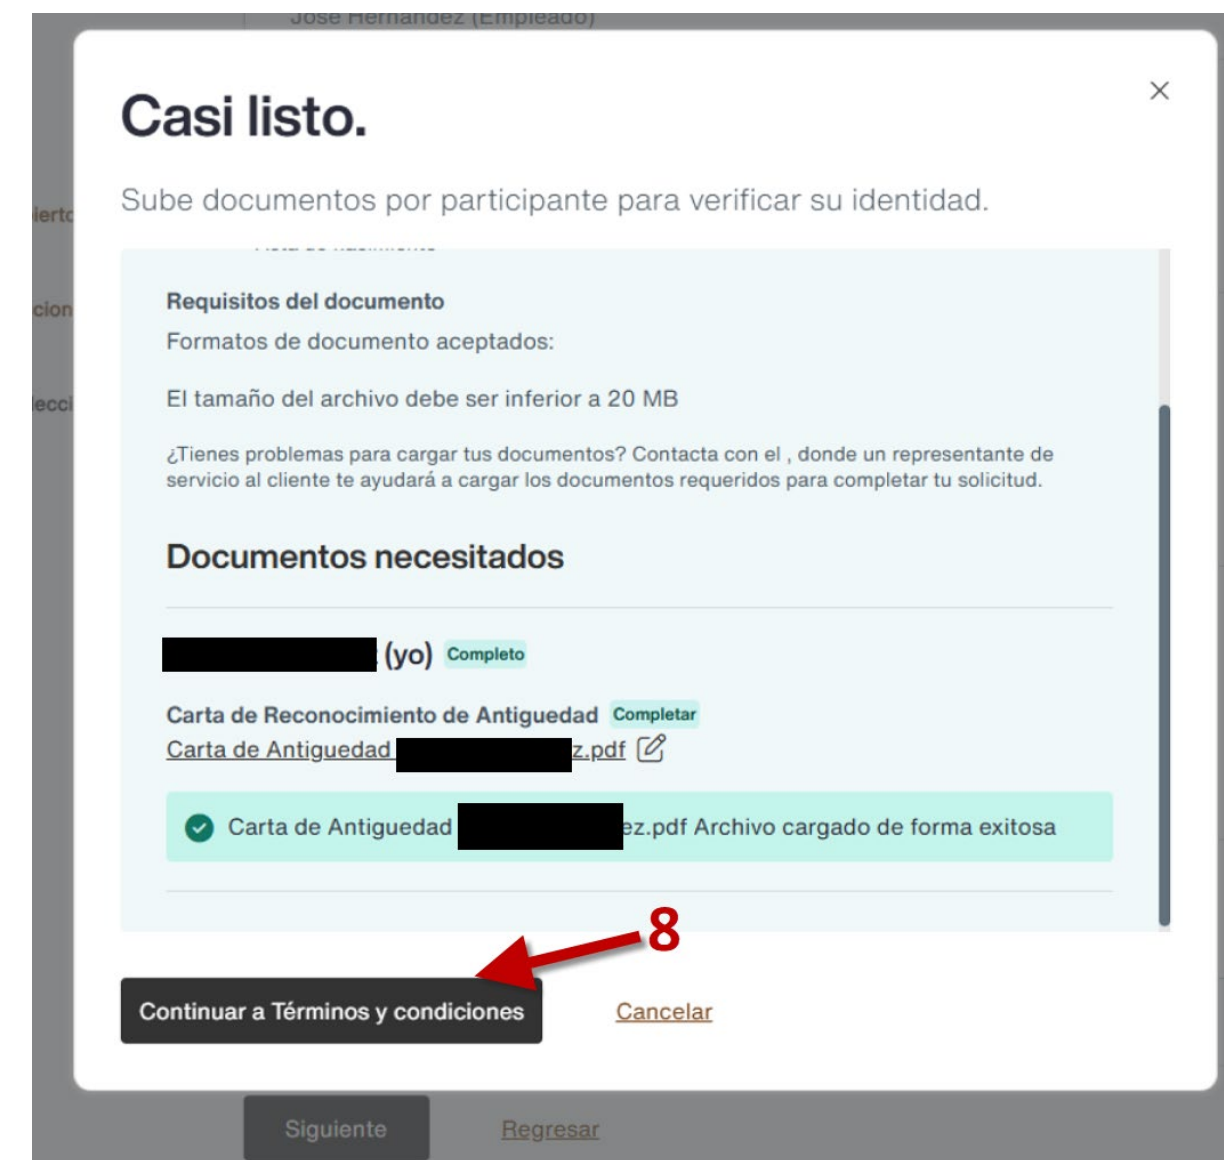 Jose Hernandez (Empleado)
Casi listo.
Sube documentos por participante para verificar su identidad.
Requisitos del documento
Formatos de documento aceptados:
El tamaño del archivo debe ser inferior a 20 MB
¿Tienes problemas para cargar tus documentos? Contacta con el , donde un representante de
servicio al cliente te ayudará a cargar los documentos requeridos para completar tu solicitud.
Documentos necesitados
(yo) Completo
Carta de Reconocimiento de Antiguedad Completar
Carta de Antiguedad z.pdf
Carta de Antiguedad ez.pdf Archivo cargado de forma exitosa
8
Continuar a Términos y condiciones Cancelar
Siguiente Regresar